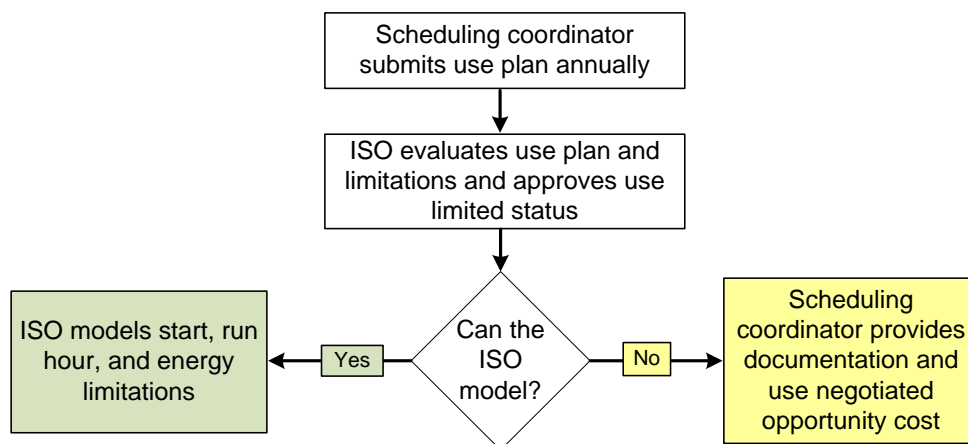 Scheduling coordinator
submits use plan annually
ISO evaluates use plan and
limitations and approves use
limited status
ISO models start, run
hour, and energy
limitations
Yes
Can the
ISO
model?
No
Scheduling
coordinator provides
documentation and
use negotiated
opportunity cost